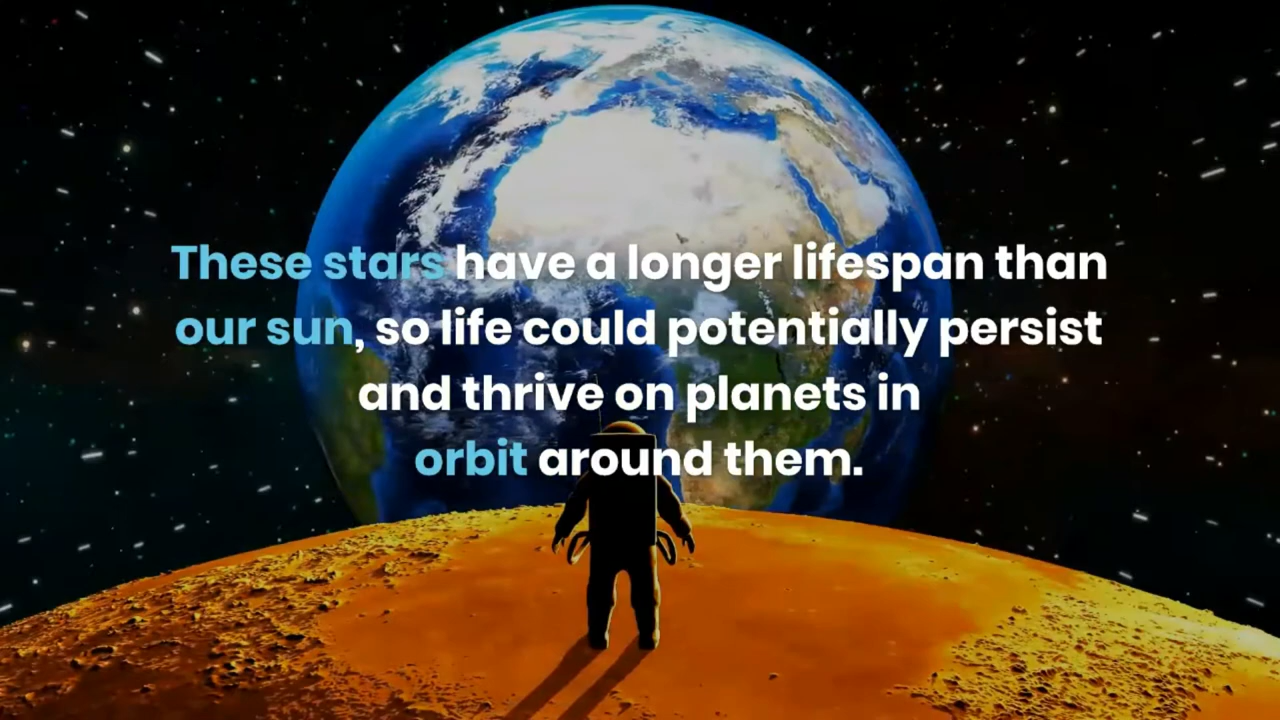 These stars have a longer lifespan than
our sun, so life could potentially persist
and thrive on planets in
orbit around them.